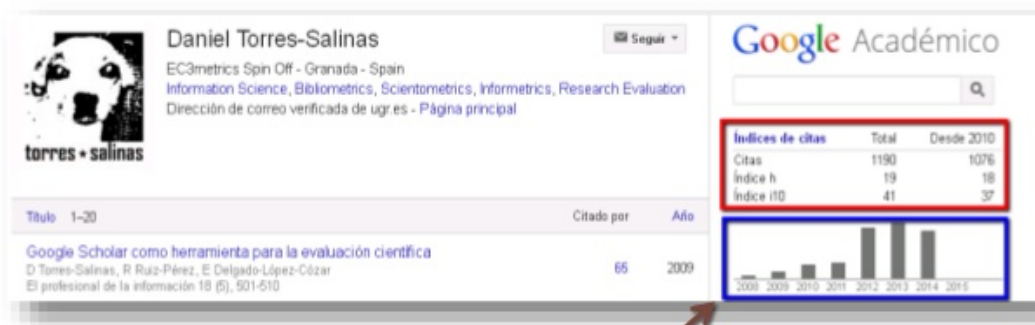 Daniel Torres-Salinas
Seguir
EC3metrics Spin Off - Granada - Spain
Information Science, Bibliometrics, Scientometrics, Informetrics, Research Evaluation
Dirección de correo verificada de ugr.es - Página principal
torres • salinas
Google Académico
Índices de citas Total Desde 2010
Citas 1190 1076
Índice h 19 18
Índice i10 41 37
Título 1–20 Citado por Año
Google Scholar como herramienta para la evaluación científica 65 2009
D Torres-Salinas, R Ruiz-Pérez, E Delgado-López-Cózar
El profesional de la información 18 (5), 501-510
2008 2009 2010 2011 2012 2013 2014 2015